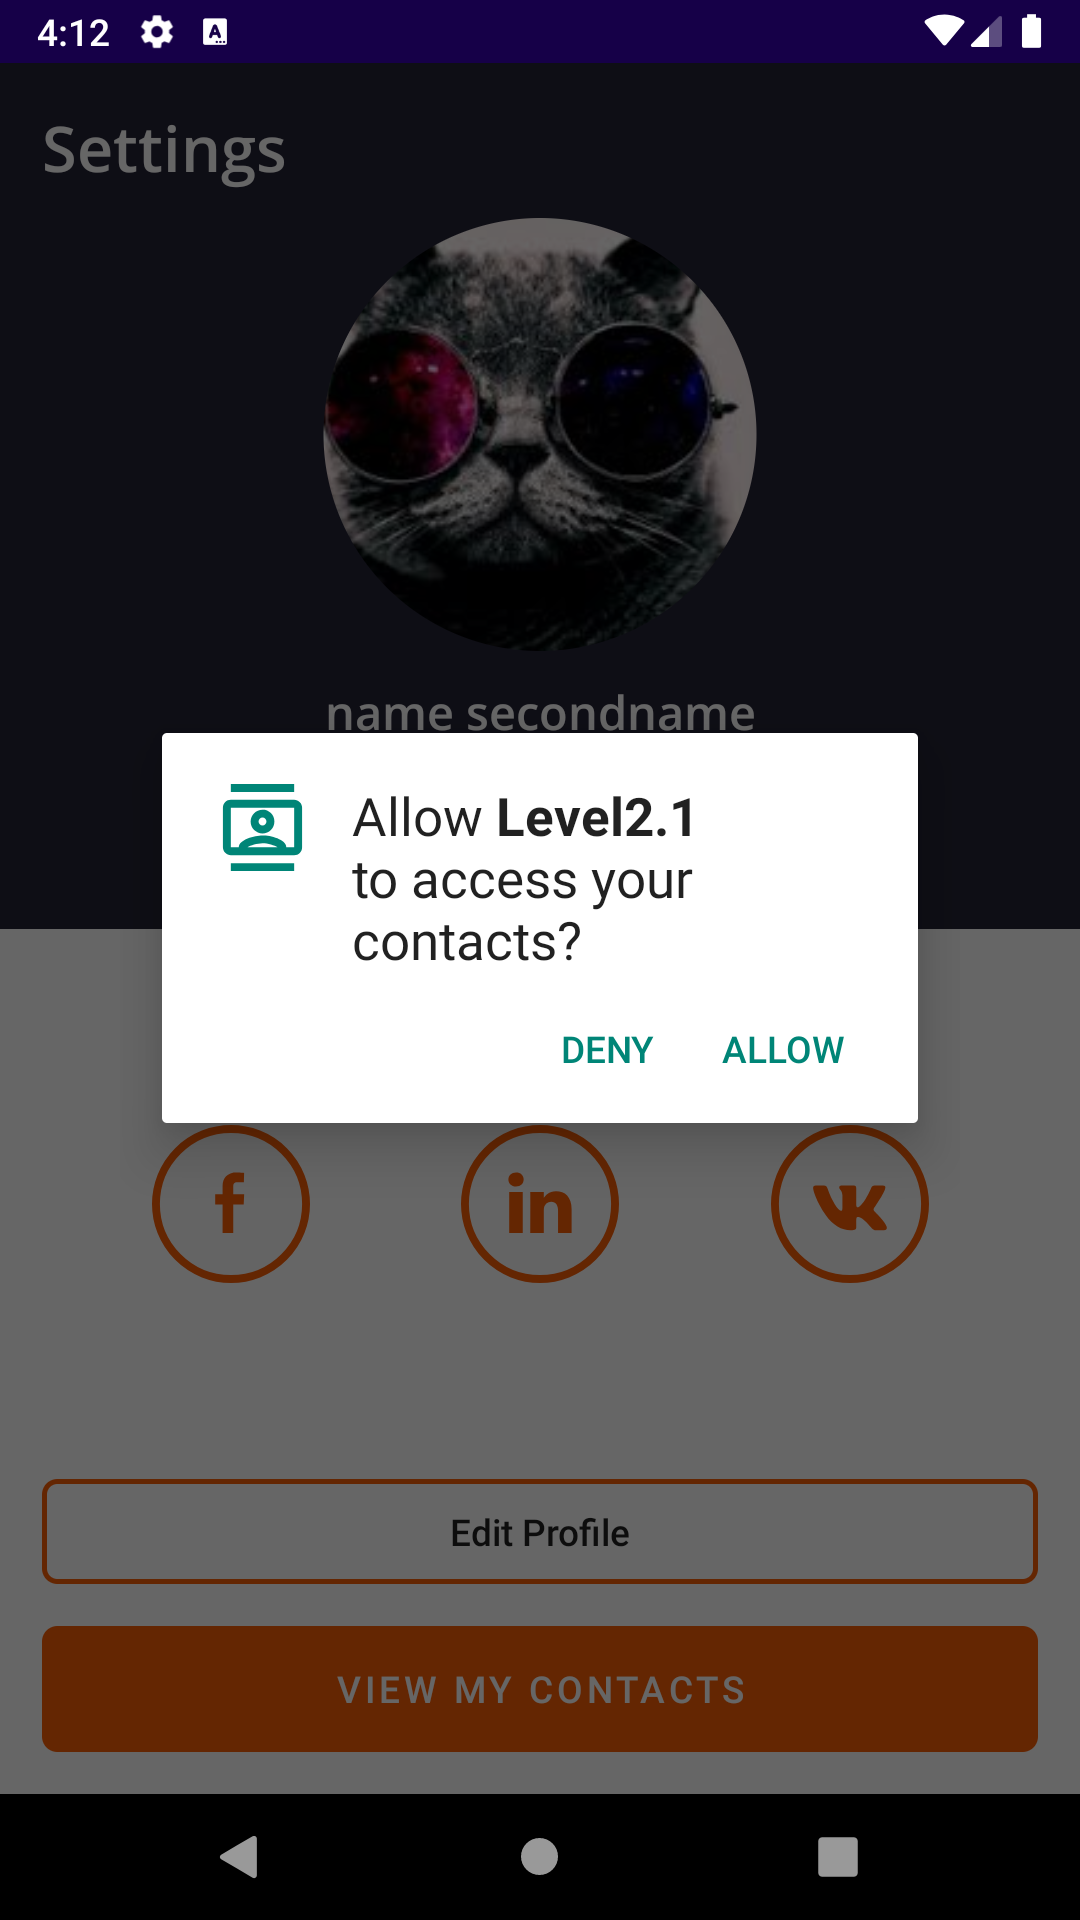 4:12
Settings
name secondname
Allow Level2.1
to access your
contacts?
DENY ALLOW
f in VK
Edit Profile
VIEW MY CONTACTS